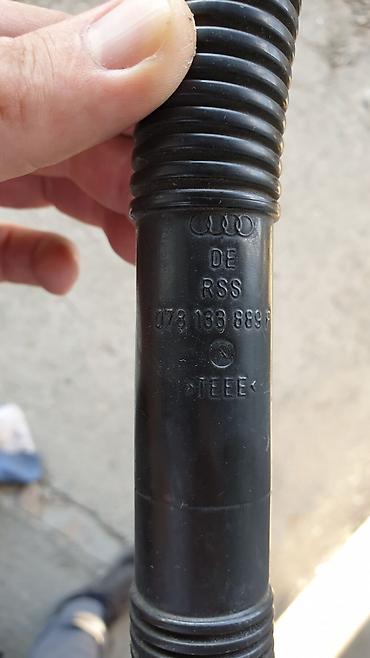 DE
RSS
078 133 889 F
>TEEE<